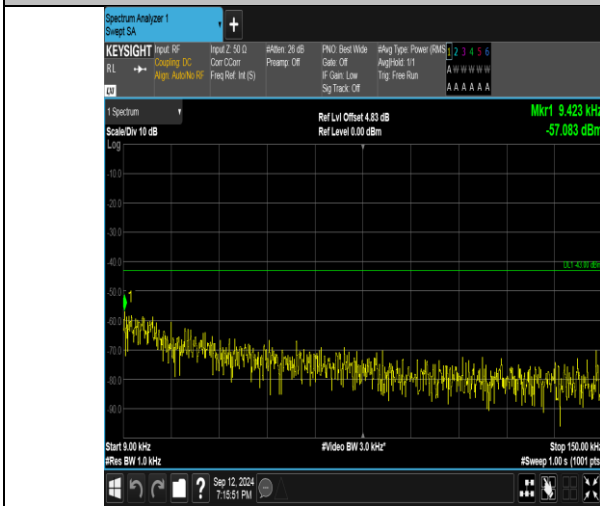 Spectrum Analyzer 1
Swept SA
+
KEYSIGHT Input: RF Input Z: 50 Ω #Atten: 26 dB PNO: Best Wide #Avg Type: Power (RMS 1 2 3 4 5 6
RL Coupling: DC Corr CCorr Preamp: Off Gate: Off Avg|Hold: 1/1 A W W W W W
Align: Auto/No RF Freq Ref: Int (S) IF Gain: Low Trig: Free Run
Sig Track: Off A A A A A A
1 Spectrum Ref Lvl Offset 4.83 dB Mkr1 9.423 kHz
Scale/Div 10 dB Ref Level 0.00 dBm -57.083 dBm
Log
-10.0
-20.0
-30.0
-40.0
DL1 -43.00 dBm
-50.0
1
-60.0
-70.0
-80.0
-90.0
Start 9.00 kHz #Video BW 3.0 kHz* Stop 150.00 kHz
#Res BW 1.0 kHz #Sweep 1.00 s (1001 pts
? Sep 12, 2024
7:15:51 PM